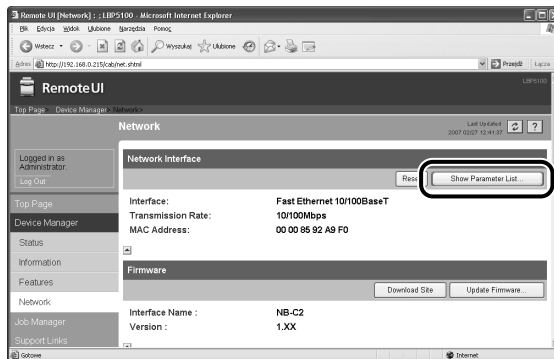 Remote UI [Network] : ; LBP5100 - Microsoft Internet Explorer
Plik Edycja Widok Ulubione Narzędzia Pomoc
Wstecz Wyszukaj Ulubione
Adres http://192.168.0.215/cab/net.shtml Przejdź Łącza
RemoteUI
LBP5100
Top Page> Device Manager> Network>
Network
Last Updated
2007 02/27 12:41:37
Logged in as
Administrator.
Log Out
Top Page
Device Manager
Status
Information
Features
Network
Job Manager
Support Links
Network Interface
Show Parameter List...
Interface: Fast Ethernet 10/100BaseT
Transmission Rate: 10/100Mbps
MAC Address: 00 00 85 92 A9 F0
Firmware
Download Site Update Firmware...
Interface Name : NB-C2
Version : 1.XX
Gotowe Internet